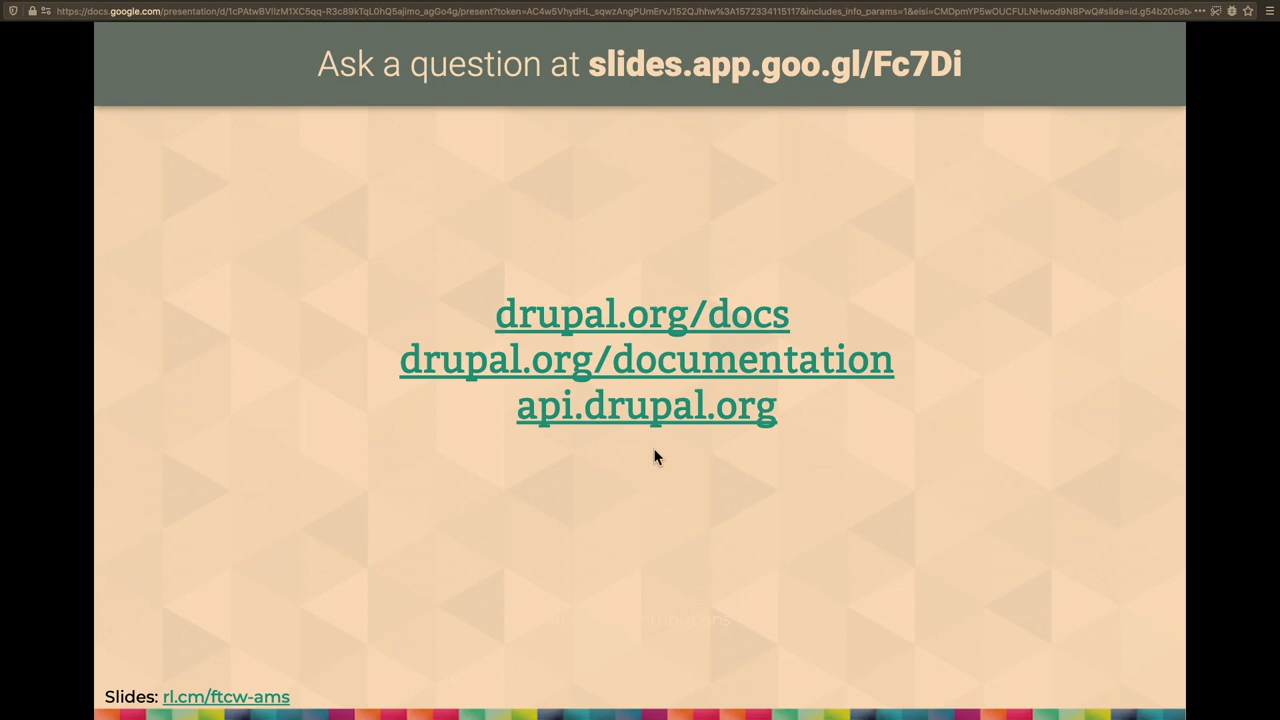 Ask a question at slides.app.goo.gl/Fc7Di
drupal.org/docs
drupal.org/documentation
api.drupal.org
Slides: rl.cm/ftcw-ams